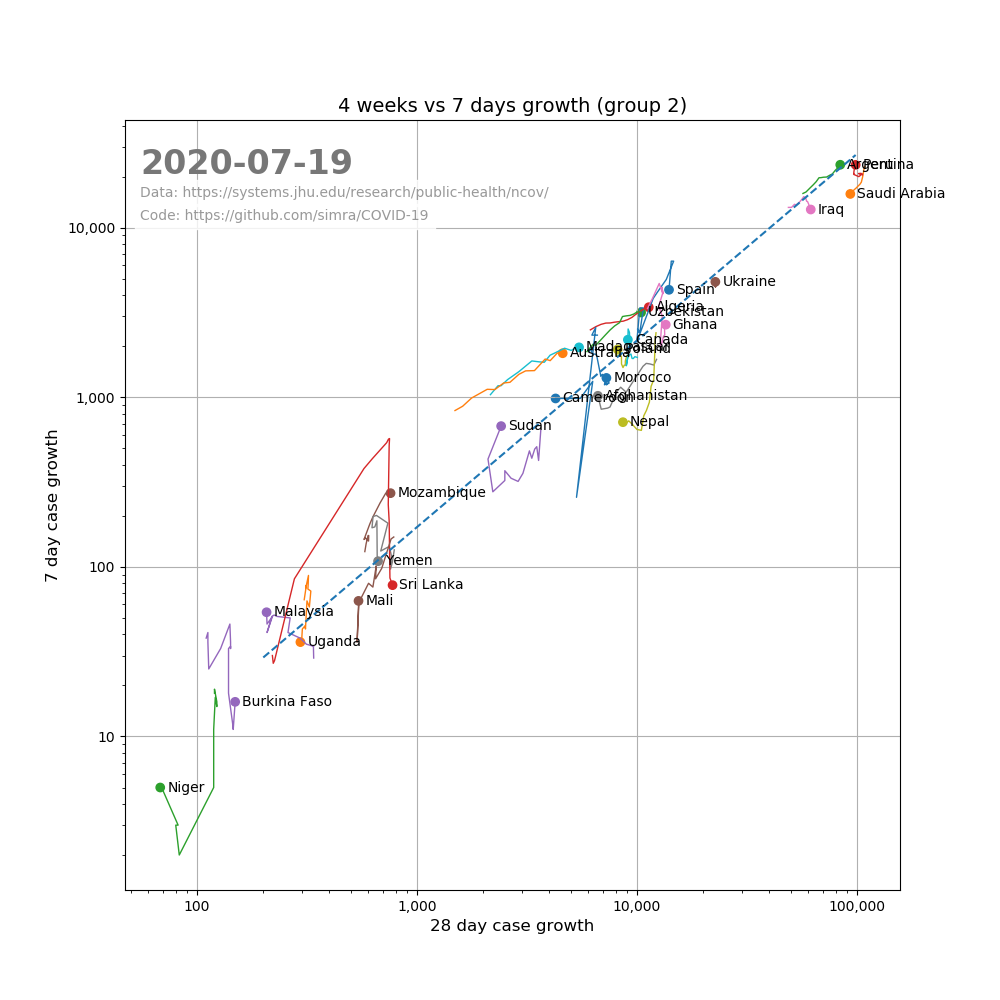 4 weeks vs 7 days growth (group 2)
2020-07-19
Data: https://systems.jhu.edu/research/public-health/ncov/
Code: https://github.com/simra/COVID-19
Argentina
Peru
Saudi Arabia
Iraq
10,000
Ukraine
Spain
Algeria
Uzbekistan
Ghana
Canada
Madagascar
Poland
Australia
Morocco
Afghanistan
Cameroon
1,000
Nepal
Sudan
Mozambique
Yemen
100
Sri Lanka
Mali
Malaysia
Uganda
Burkina Faso
10
Niger
7 day case growth
100
1,000
10,000
100,000
28 day case growth